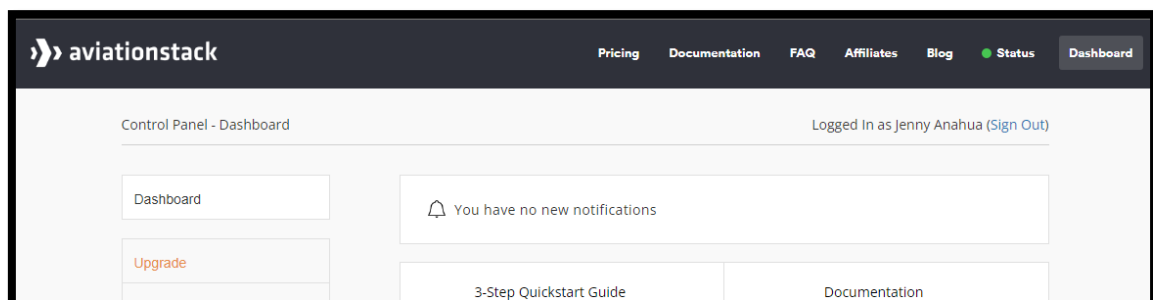 aviationstack
Pricing Documentation FAQ Affiliates Blog Status Dashboard
Control Panel - Dashboard
Logged In as Jenny Anahua (Sign Out)
Dashboard
You have no new notifications
Upgrade
3-Step Quickstart Guide
Documentation